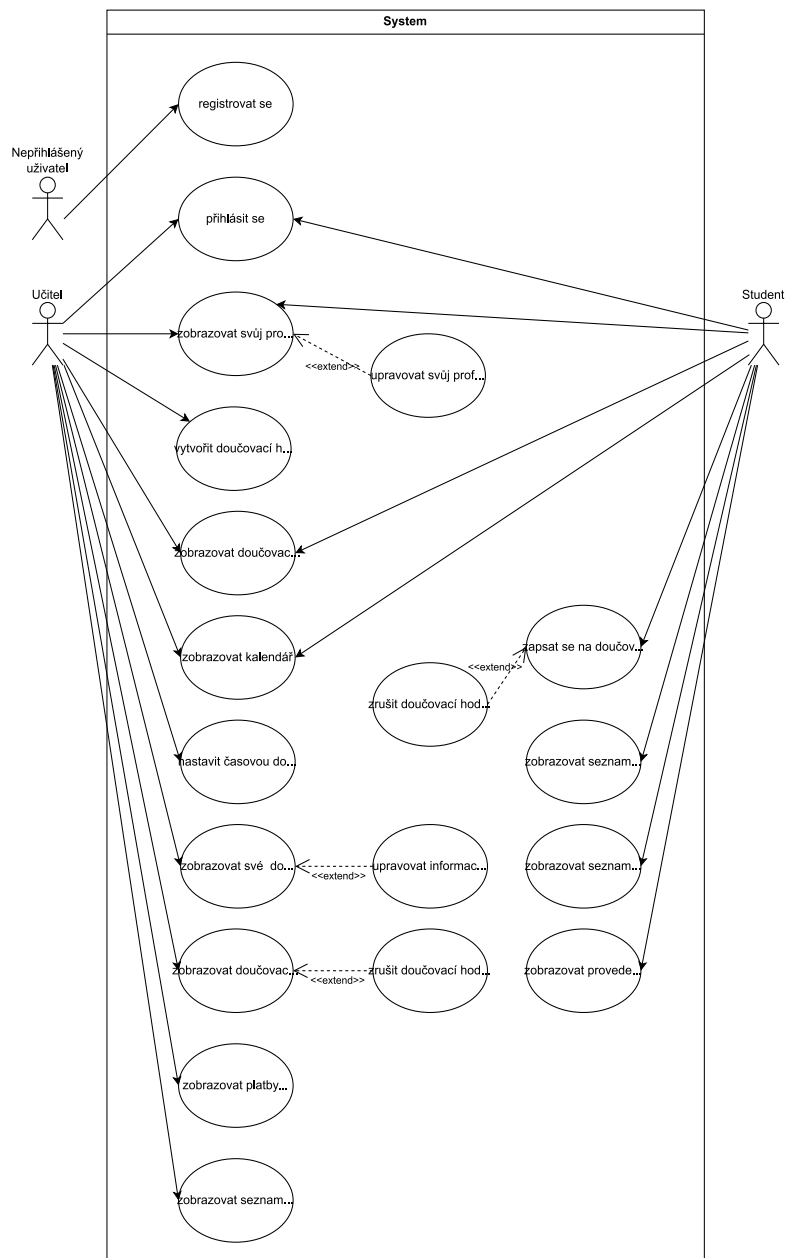 System
registrovat se
Nepřihlášený
uživatel
přihlásit se
Učitel
Student
zobrazovat svůj pro...
<<extend>>
upravovat svůj prof...
vytvořit doučovací h...
zobrazovat doučovac...
zobrazovat kalendář
zapsat se na doučov...
<<extend>>
zrušit doučovací hod...
nastavit časovou do...
zobrazovat seznam...
zobrazovat své do...
<<extend>>
upravovat informac...
zobrazovat seznam...
zobrazovat doučovac...
<<extend>>
zrušit doučovací hod...
zobrazovat provede...
zobrazovat platby...
zobrazovat seznam...